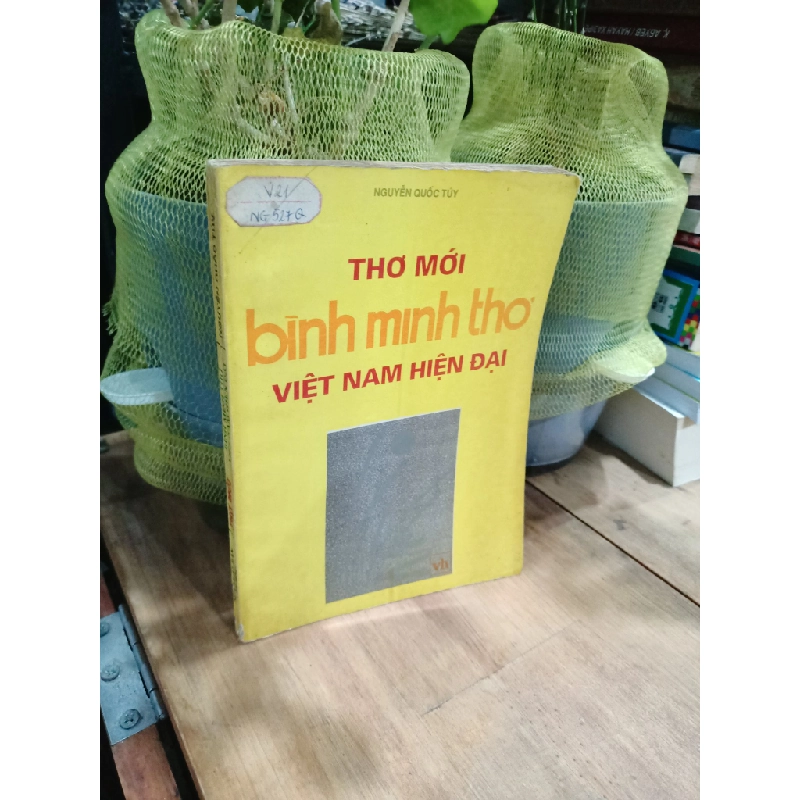 V21
NG527G
NGUYỄN QUỐC TÚY
THƠ MỚI
bình minh thơ
VIỆT NAM HIỆN ĐẠI
vh